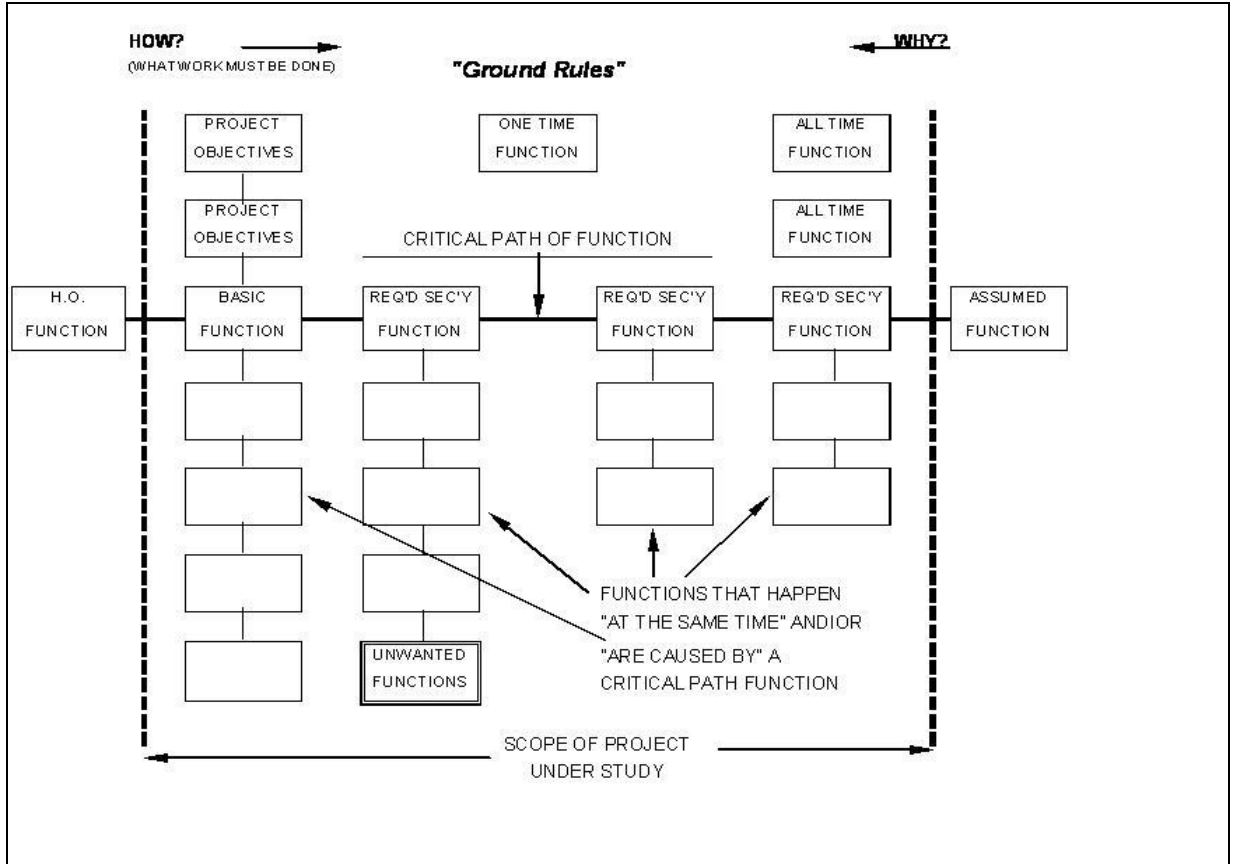 HOW?
WHY?
(WHAT WORK MUST BE DONE)
"Ground Rules"
PROJECT
OBJECTIVES
ONE TIME
FUNCTION
ALL TIME
FUNCTION
PROJECT
OBJECTIVES
ALL TIME
FUNCTION
CRITICAL PATH OF FUNCTION
H.O.
FUNCTION
BASIC
FUNCTION
REQ'D SEC'Y
FUNCTION
REQ'D SEC'Y
FUNCTION
REQ'D SEC'Y
FUNCTION
ASSUMED
FUNCTION
FUNCTIONS THAT HAPPEN
"AT THE SAME TIME" ANDIOR
"ARE CAUSED BY" A
CRITICAL PATH FUNCTION
UNWANTED
FUNCTIONS
SCOPE OF PROJECT
UNDER STUDY